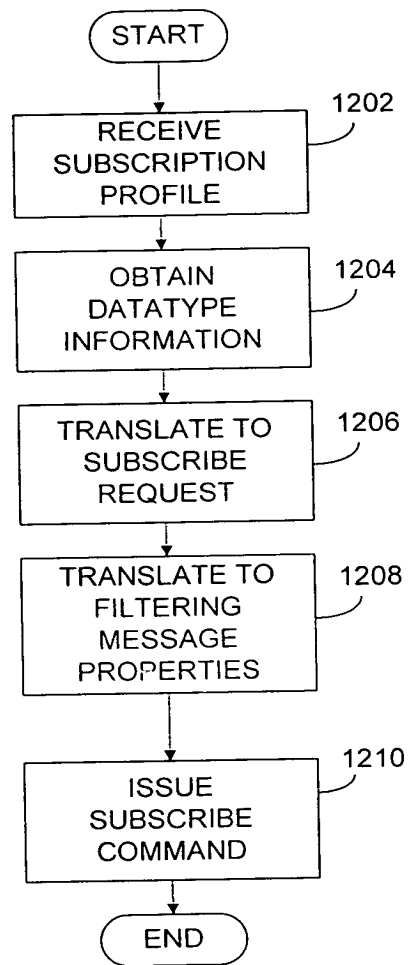 START
1202
RECEIVE
SUBSCRIPTION
PROFILE
1204
OBTAIN
DATATYPE
INFORMATION
1206
TRANSLATE TO
SUBSCRIBE
REQUEST
1208
TRANSLATE TO
FILTERING
MESSAGE
PROPERTIES
1210
ISSUE
SUBSCRIBE
COMMAND
END